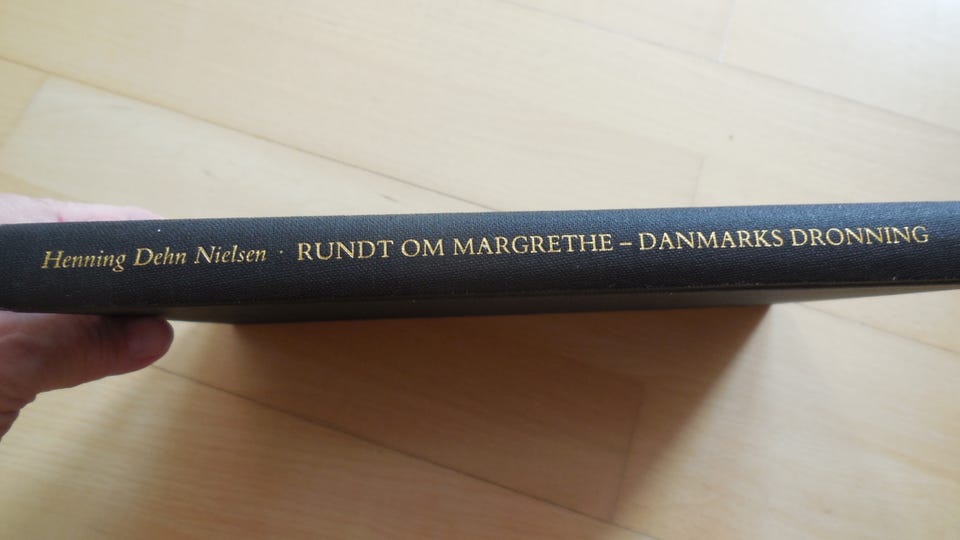 Henning Dehn Nielsen · RUNDT OM MARGRETHE – DANMARKS DRONNING